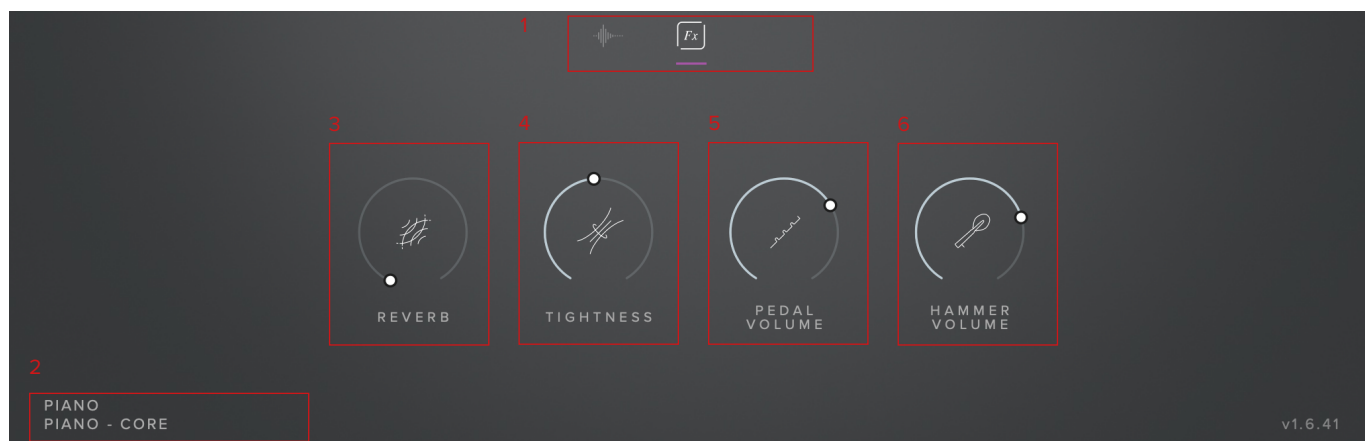 1
Fx
3
4
5
6
REVERB
TIGHTNESS
PEDAL
VOLUME
HAMMER
VOLUME
2
PIANO
PIANO - CORE
v1.6.41